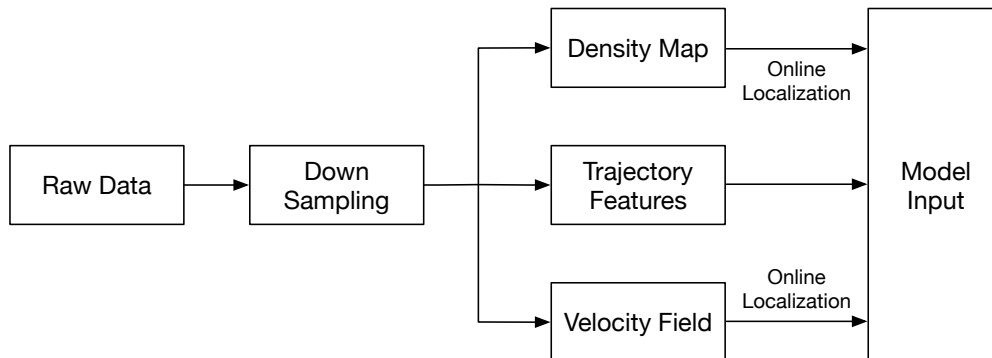 Raw Data
Down
Sampling
Density Map
Online
Localization
Trajectory
Features
Velocity Field
Online
Localization
Model
Input